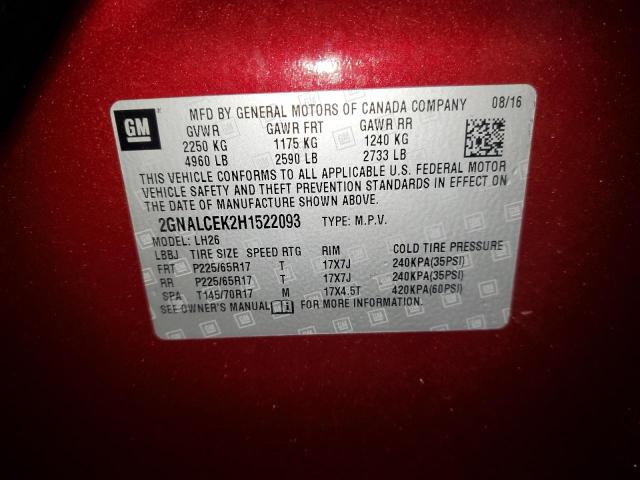 GM
MFD BY GENERAL MOTORS OF CANADA COMPANY 08/16
GVWR GAWR FRT GAWR RR
2250 KG 1175 KG 1240 KG
4960 LB 2590 LB 2733 LB
THIS VEHICLE CONFORMS TO ALL APPLICABLE U.S. FEDERAL MOTOR
VEHICLE SAFETY AND THEFT PREVENTION STANDARDS IN EFFECT ON
THE DATE OF MANUFACTURE SHOWN ABOVE.
2GNALCEK2H1522093 TYPE: M.P.V.
MODEL: LH26
LBBJ TIRE SIZE SPEED RTG RIM COLD TIRE PRESSURE
FRT P225/65R17 T 17X7J 240KPA(35PSI)
RR P225/65R17 T 17X7J 240KPA(35PSI)
SPA T145/70R17 M 17X4.5T 420KPA(60PSI)
SEE OWNER'S MANUAL FOR MORE INFORMATION.